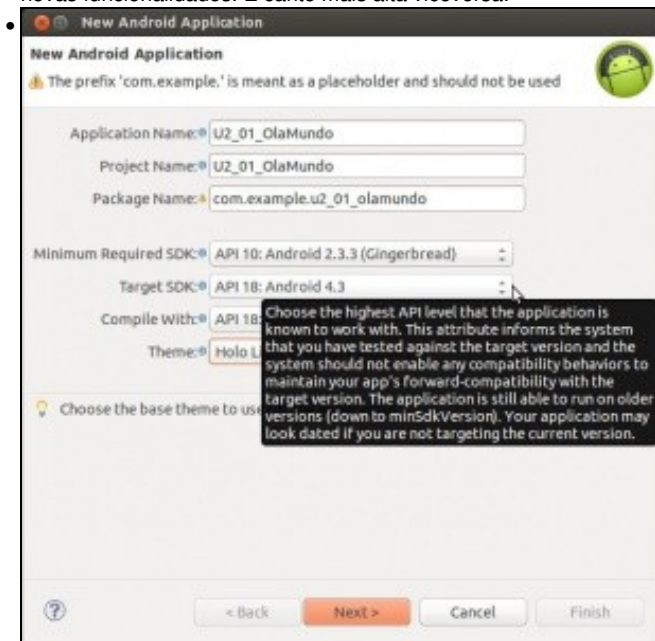 New Android Application
New Android Application
The prefix 'com.example.' is meant as a placeholder and should not be used
Application Name: U2_01_OlaMundo
Project Name: U2_01_OlaMundo
Package Name: com.example.u2_01_olamundo
Minimum Required SDK: API 10: Android 2.3.3 (Gingerbread)
Target SDK: API 18: Android 4.3
Compile With: API 18:
Theme: Holo Li
Choose the highest API level that the application is
known to work with. This attribute informs the system
that you have tested against the target version and the
system should not enable any compatibility behaviors to
maintain your app's forward-compatibility with the
target version. The application is still able to run on older
versions (down to minSdkVersion). Your application may
look dated if you are not targeting the current version.
Choose the base theme to use
< Back Next > Cancel Finish